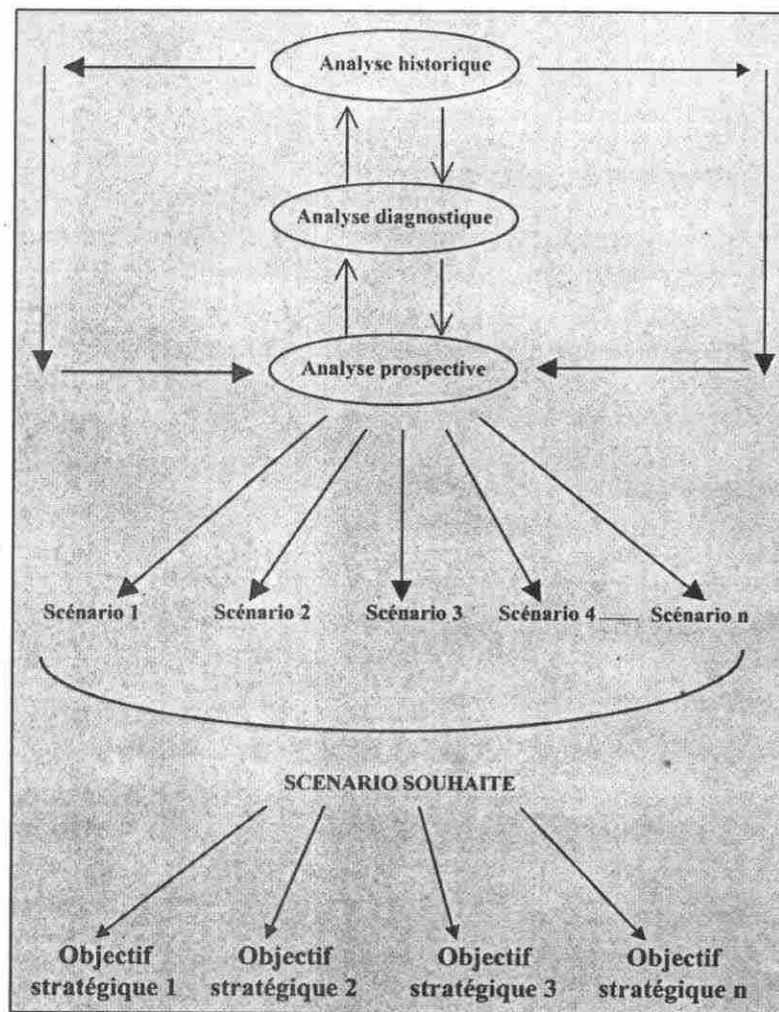 Analyse historique
Analyse diagnostique
Analyse prospective
Scénario 1 Scénario 2 Scénario 3 Scénario 4 Scénario n
SCENARIO SOUHAITE
Objectif stratégique 1
Objectif stratégique 2
Objectif stratégique 3
Objectif stratégique n